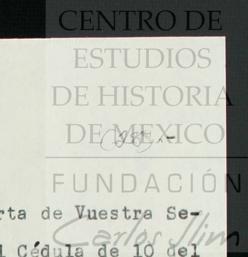 CENTRO DE
ESTUDIOS
DE HISTORIA
DE MEXICO
FUNDACIÓN
rta de Vuestra Se-
Carlos Slim
l Cédula de 10 del